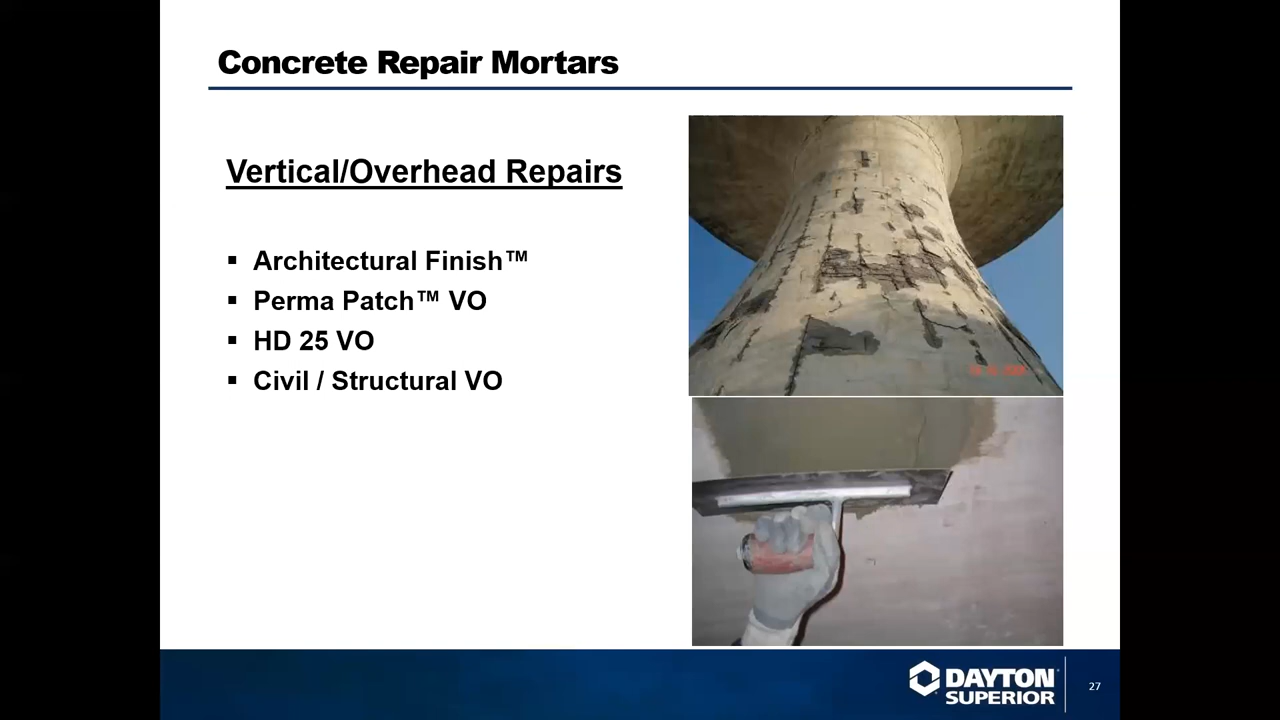 Concrete Repair Mortars
Vertical/Overhead Repairs
▪ Architectural Finish™
▪ Perma Patch™ VO
▪ HD 25 VO
▪ Civil / Structural VO
DAYTON
SUPERIOR
27